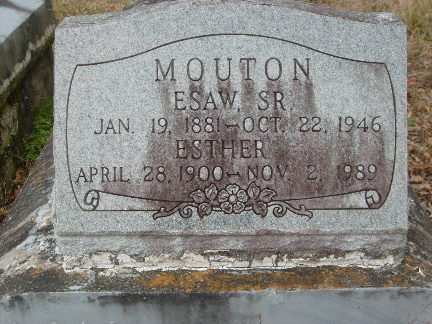 MOUTON
ESAW, SR.
JAN. 19, 1881-OCT. 22, 1946
ESTHER
APRIL 28, 1900-NOV. 2, 1989